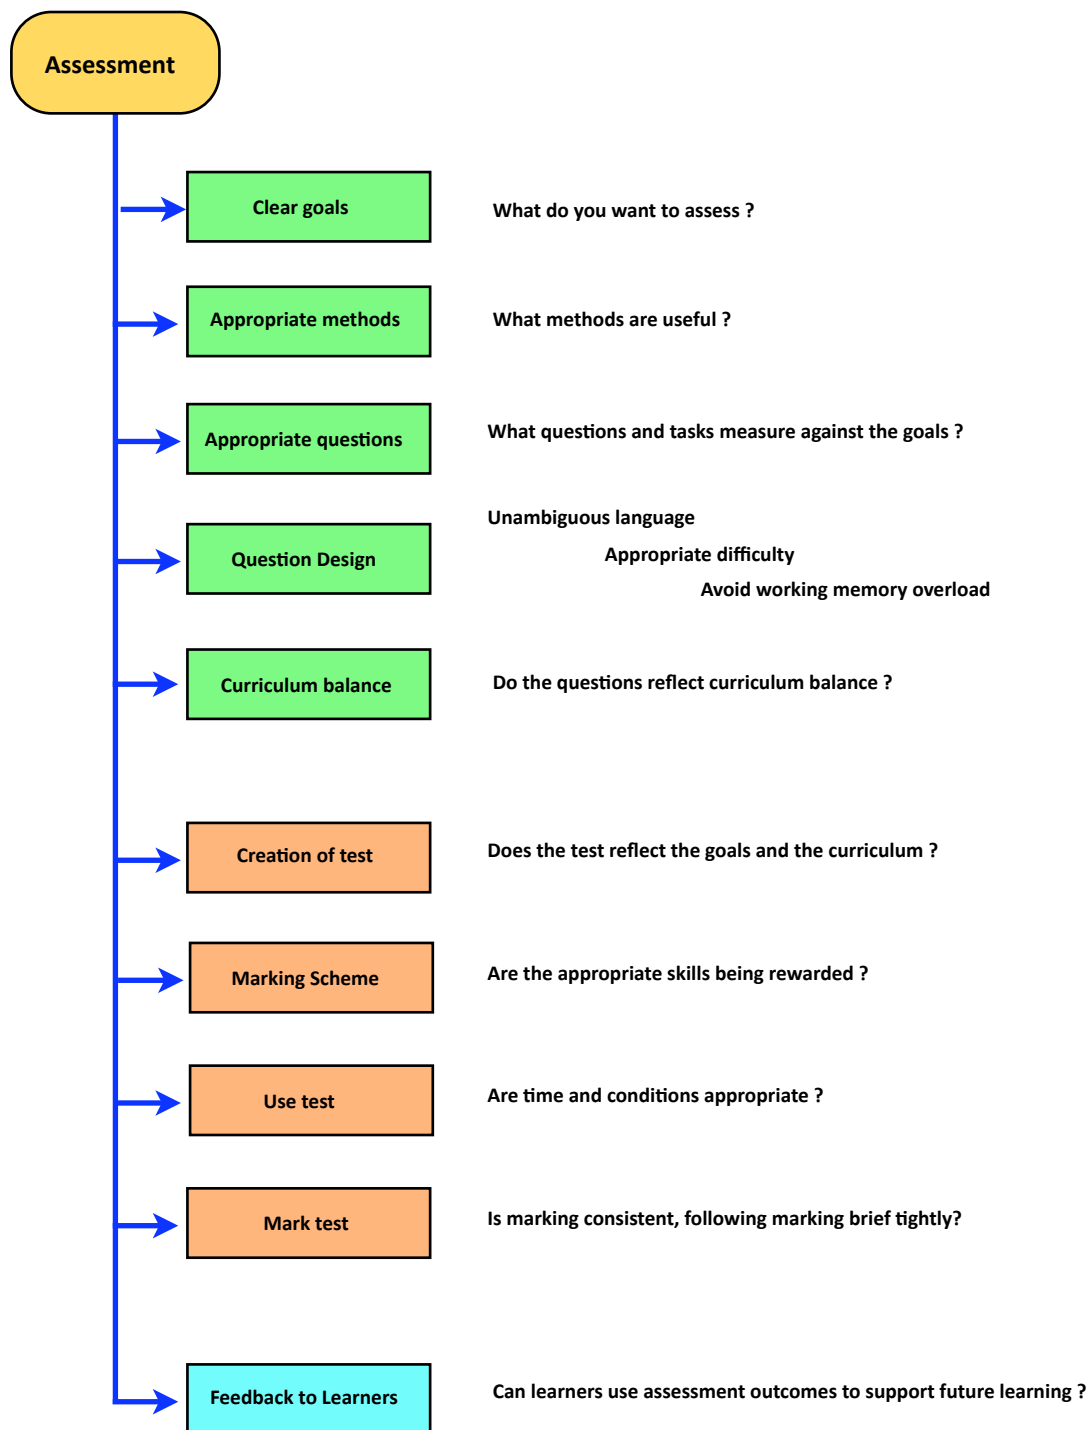 Assessment
Clear goals
What do you want to assess ?
Appropriate methods
What methods are useful ?
Appropriate questions
What questions and tasks measure against the goals ?
Question Design
Unambiguous language
Appropriate difficulty
Avoid working memory overload
Curriculum balance
Do the questions reflect curriculum balance ?
Creation of test
Does the test reflect the goals and the curriculum ?
Marking Scheme
Are the appropriate skills being rewarded ?
Use test
Are time and conditions appropriate ?
Mark test
Is marking consistent, following marking brief tightly?
Feedback to Learners
Can learners use assessment outcomes to support future learning ?